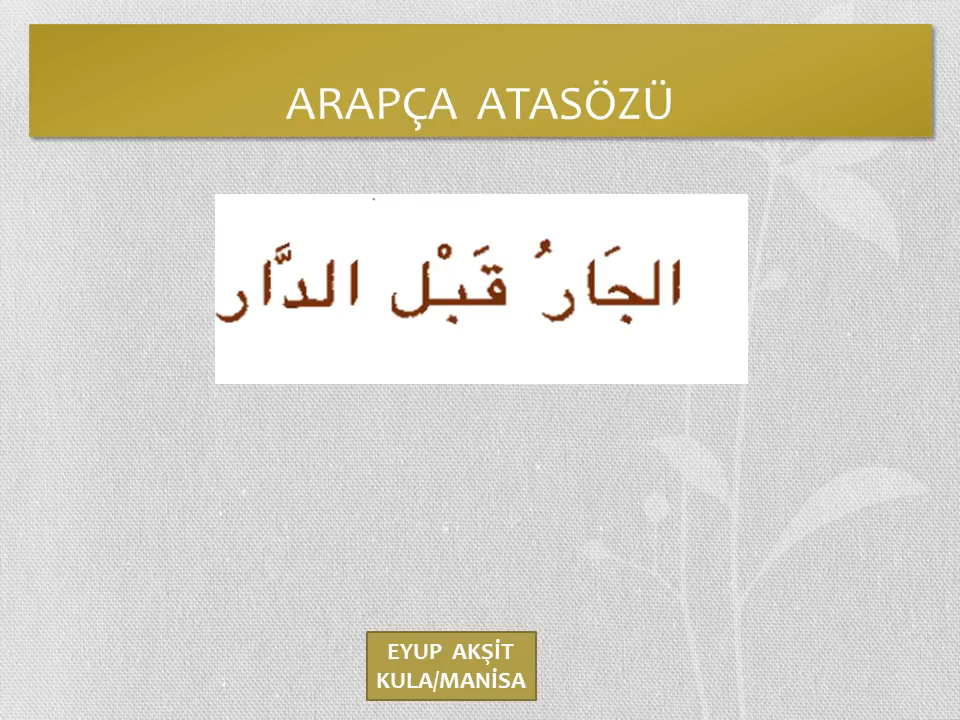 ARAPÇA ATASÖZÜ
الجَارُ قَبْل الدَّار
EYUP AKŞİT
KULA/MANİSA